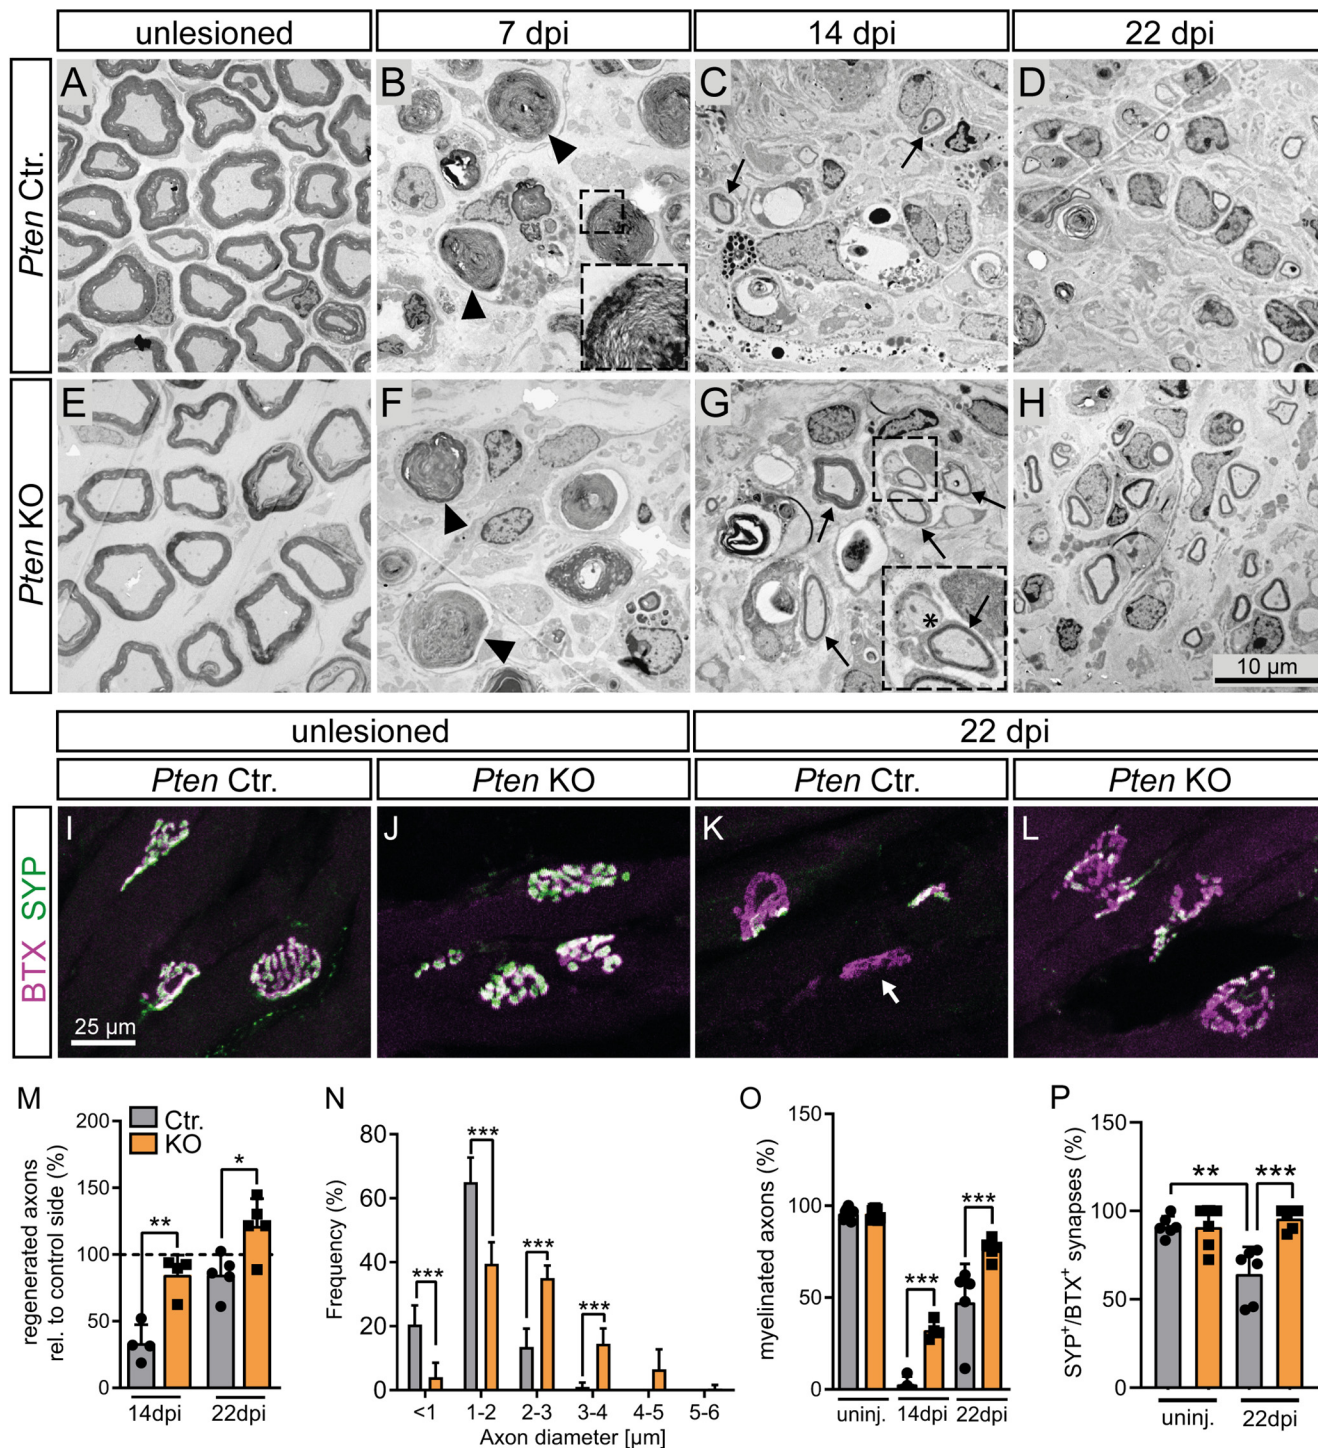 unlesioned 7 dpi 14 dpi 22 dpi
Pten Ctr.
A B C D
Pten KO
E F G H
*
10 µm
unlesioned 22 dpi
Pten Ctr. Pten KO Pten Ctr. Pten KO
BTX SYP
I J K L
25 µm
M
regenerated axons
rel. to control side (%)
200
150
100
50
0
Ctr.
KO
**
*
14dpi 22dpi
N
Frequency (%)
80
60
40
20
0
***
***
***
***
<1 1-2 2-3 3-4 4-5 5-6
Axon diameter [µm]
O
myelinated axons (%)
150
100
50
0
***
***
uninj. 14dpi 22dpi
P
SYP+/BTX+ synapses (%)
150
100
50
0
**
***
uninj. 22dpi